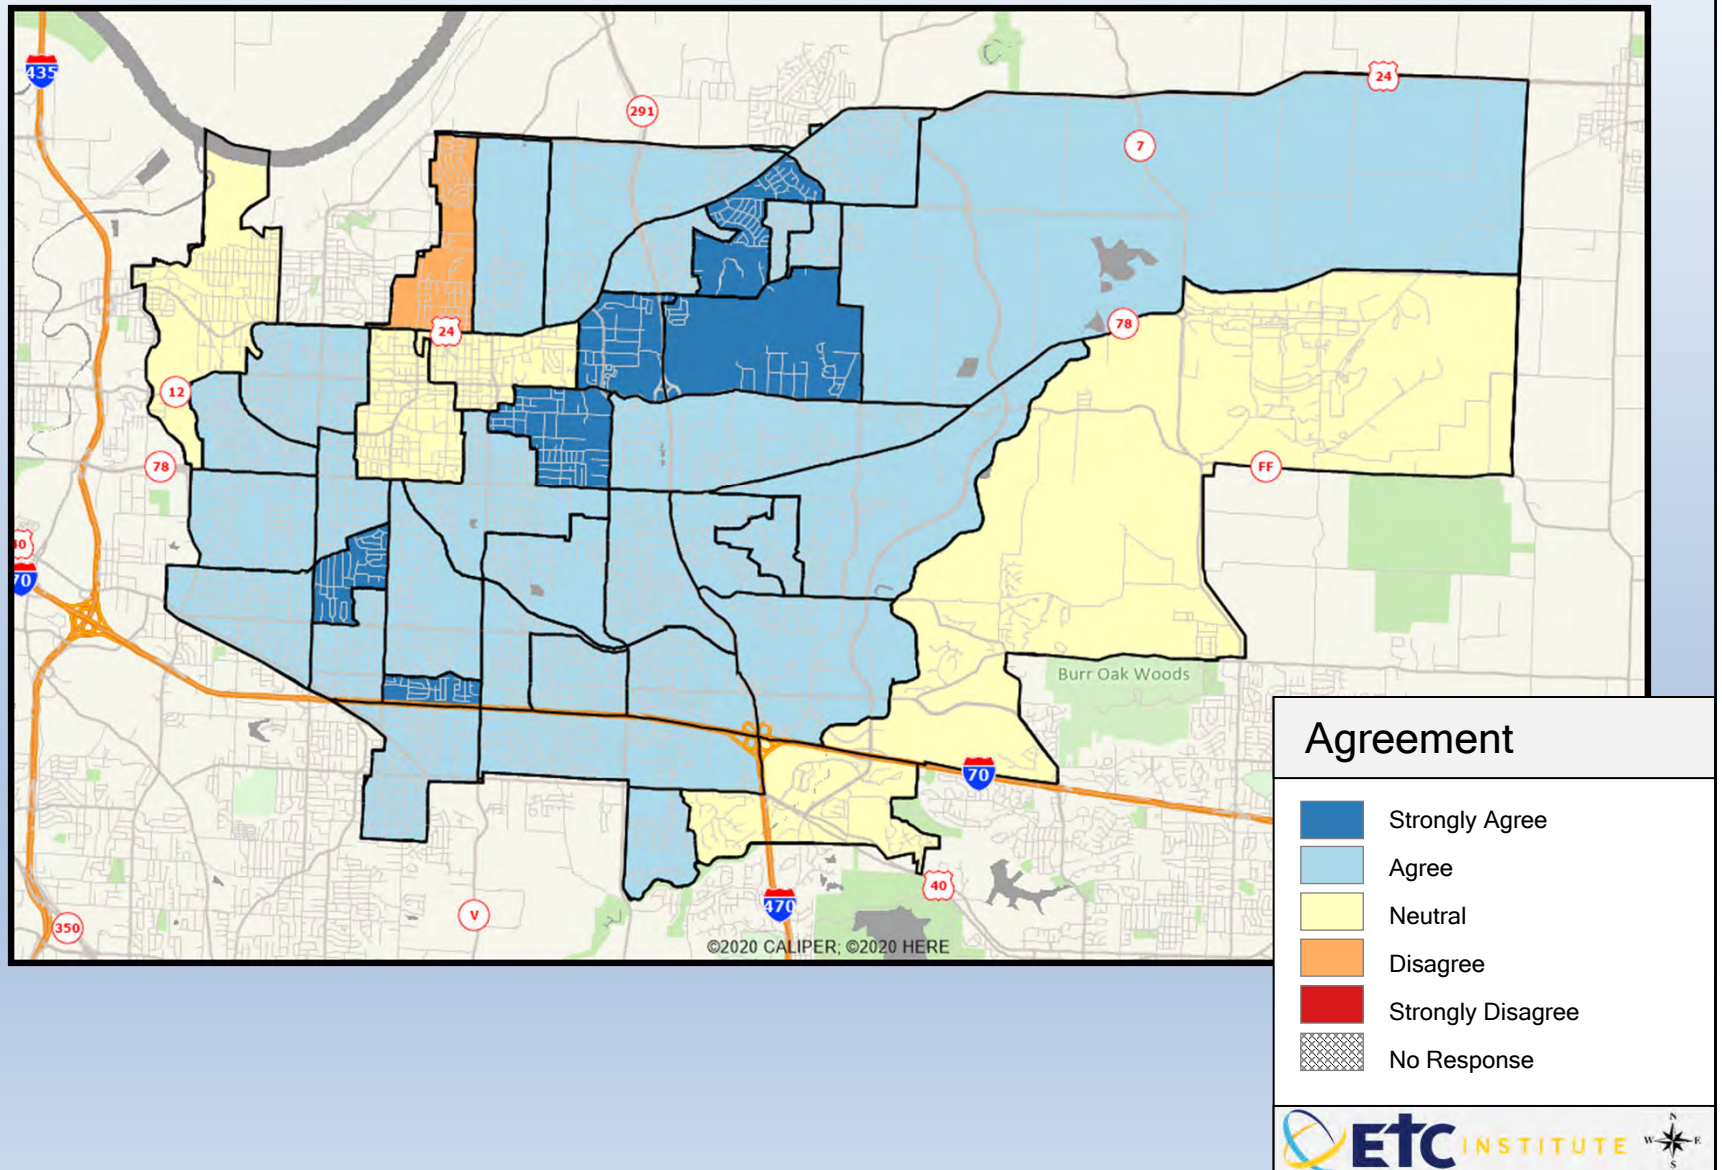 435
291
24
7
24
78
12
78
FF
40
70
Burr Oak Woods
70
40
470
V
350
©2020 CALIPER; ©2020 HERE
Agreement
Strongly Agree
Agree
Neutral
Disagree
Strongly Disagree
No Response
ETC INSTITUTE
N
W E
S